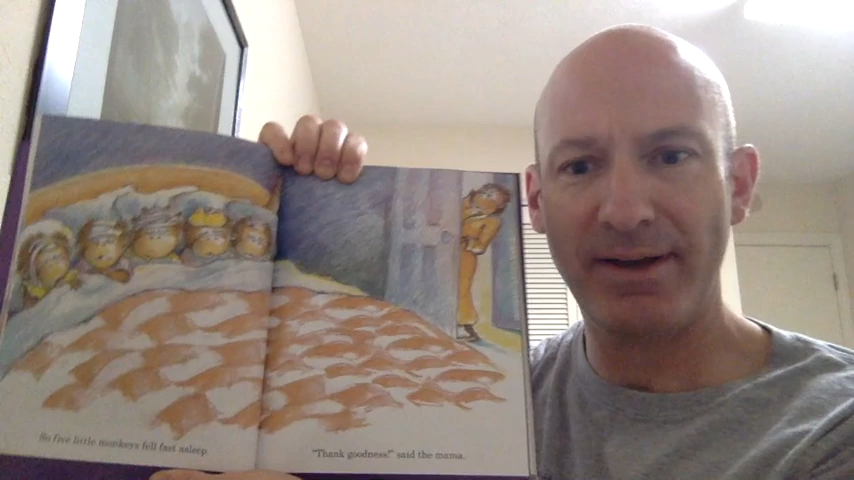 So five little monkeys fell fast asleep.
"Thank goodness!" said the mama.